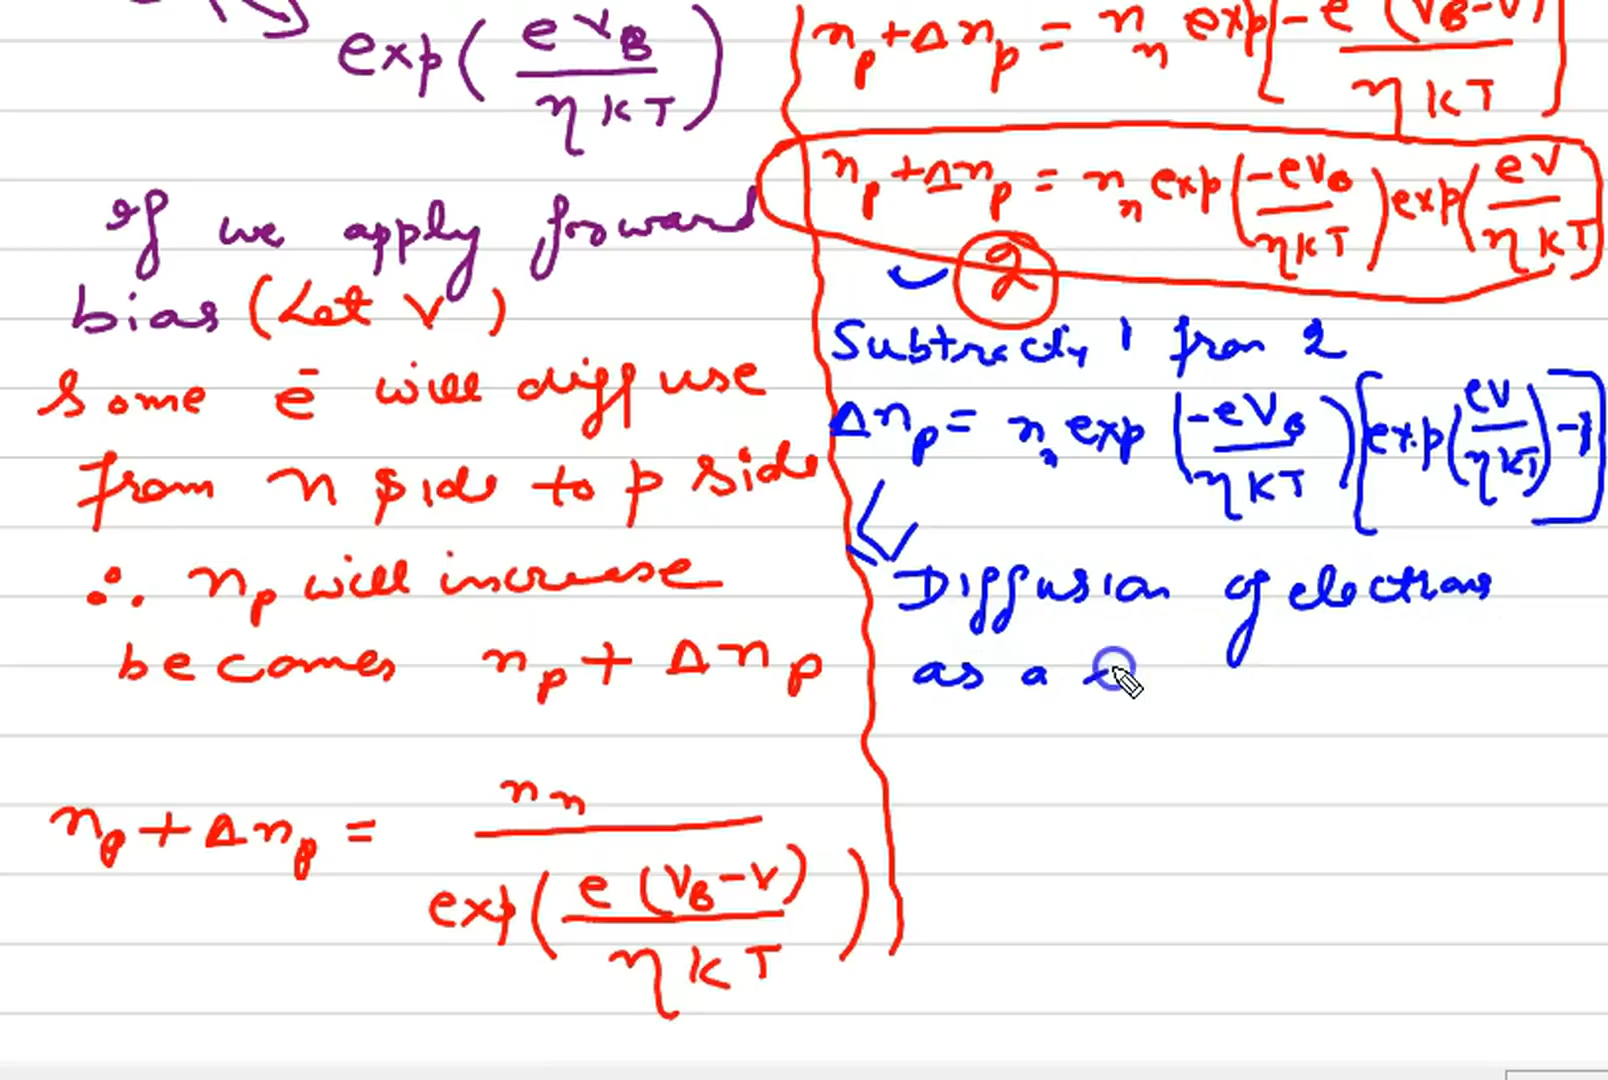 exp(eV_B/ηkT)
If we apply forward
bias (Let V)
Some ē will diffuse
from n side to p side
∴ n_p will increase
becomes n_p + Δn_p
n_p + Δn_p = n_n / exp(e(V_B-V)/ηkT)
n_p + Δn_p = n_n exp[-e(V_B-V)/ηkT]
n_p + Δn_p = n_n exp(-eV_B/ηkT) exp(eV/ηkT)
2
Subtracty 1 from 2
Δn_p = n_n exp(-eV_B/ηkT)[exp(eV/ηkT)-1]
Diffusion of electrons
as a